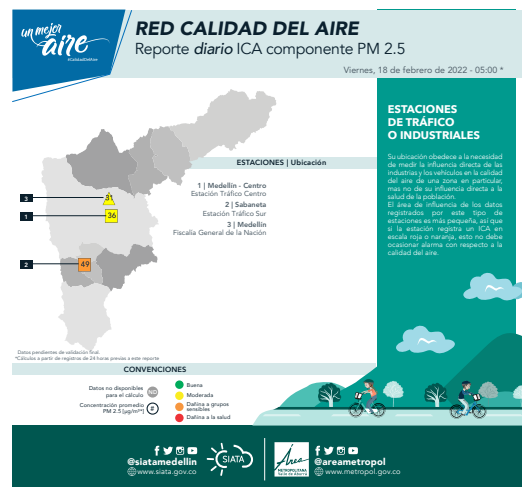 un mejor
aire
#CalidadDelAire
RED CALIDAD DEL AIRE
Reporte diario ICA componente PM 2.5
Viernes, 18 de febrero de 2022 - 05:00 *
ESTACIONES
DE TRÁFICO
O INDUSTRIALES
Su ubicación obedece a la necesidad
de medir la influencia directa de las
industrias y los vehículos en la calidad
del aire de una zona en particular,
mas no de su influencia directa a la
salud de la población.
El área de influencia de los datos
registrados por este tipo de
estaciones es más pequeña, así que
si la estación registra un ICA en
escala roja o naranja, esto no debe
ocasionar alarma con respecto a la
calidad del aire.
ESTACIONES | Ubicación
1 | Medellín - Centro
Estación Tráfico Centro
2 | Sabaneta
Estación Tráfico Sur
3 | Medellín
Fiscalía General de la Nación
3
31
1
36
2
49
Datos pendientes de validación final.
*Cálculos a partir de registros de 24 horas previas a este reporte
CONVENCIONES
Datos no disponibles
para el cálculo
Concentración promedio
PM 2.5
#
Buena
Moderada
Dañina a grupos
sensibles
Dañina a la salud
@siatamedellin
www.siata.gov.co
SIATA
Área
METROPOLITANA
Valle de Aburrá
@areametropol
www.metropol.gov.co